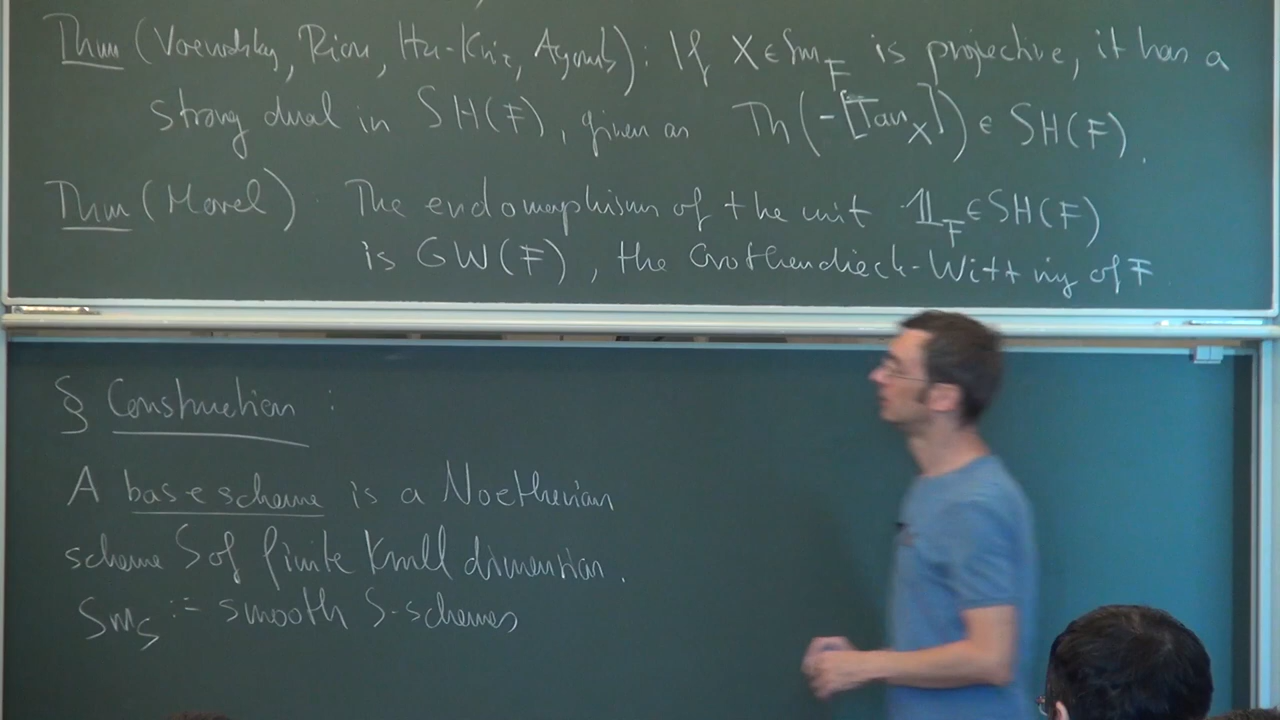 Thm (Voevodsky, Riou, Hu-Kriz, Ayoub): If X ∈ Sm_F is projective, it has a
strong dual in SH(F), given as Th(-[Tan_X]) ∈ SH(F).
Thm (Morel) The endomorphism of the unit 𝟙_F ∈ SH(F)
is GW(F), the Grothendieck-Witt ring of F
§ Construction :
A base scheme is a Noetherian
scheme S of finite Krull dimension.
Sm_S := smooth S-schemes